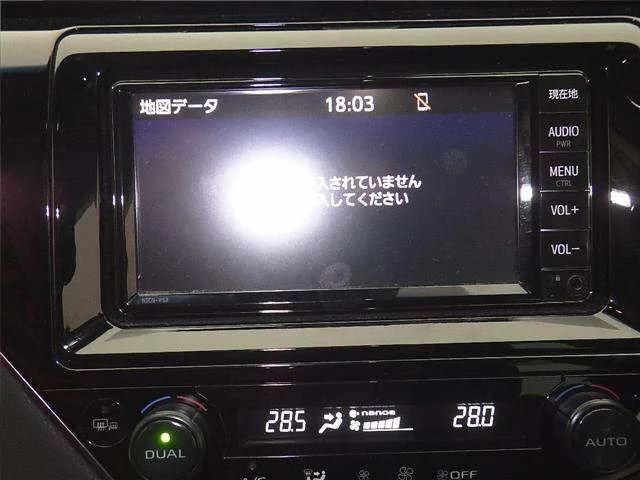 地図データ 18:03
現在地
AUDIO
PWR
入されていません
入してください
MENU
CTRL
VOL+
VOL-
28.5 nanoe 28.0
DUAL
AUTO
OFF